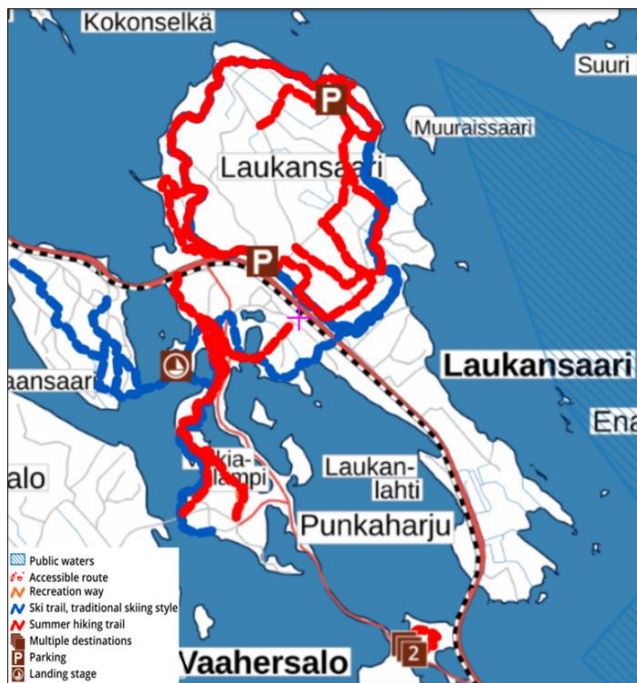 Kokonselkä
Suuri
P
Muuraissaari
Laukansaari
P
Laukansaari
aansaari
Ena
alo
Laukan-
lahti
lampi
Punkaharju
2
Vaahersalo
Public waters
Accessible route
Recreation way
Ski trail, traditional skiing style
Summer hiking trail
Multiple destinations
P Parking
Landing stage